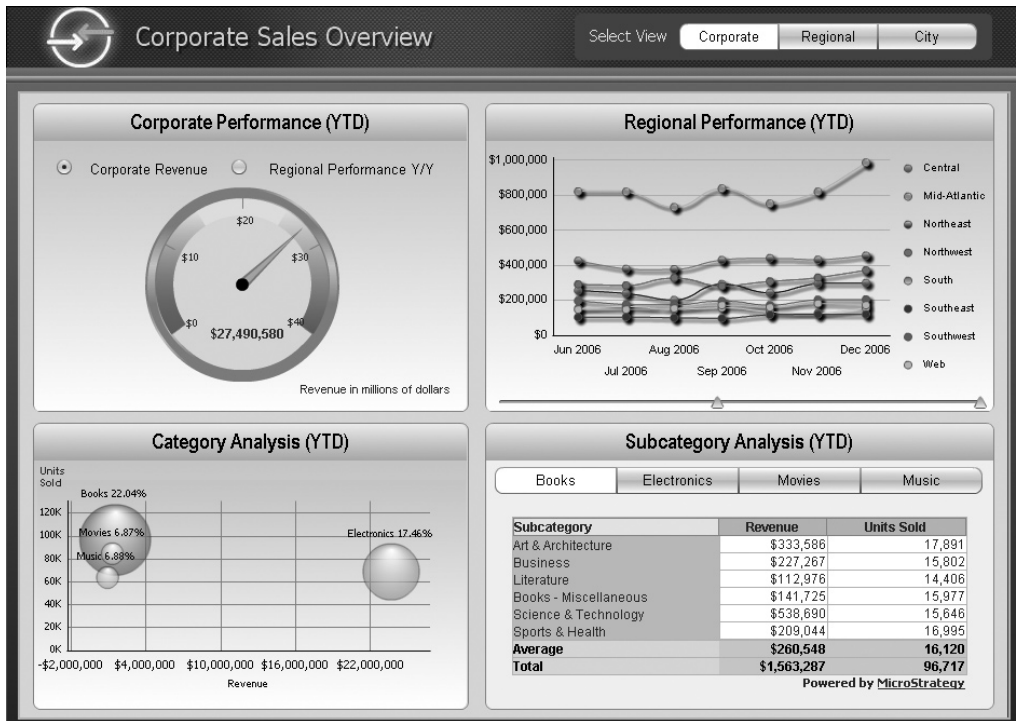 Corporate Sales Overview
Select View Corporate Regional City
Corporate Performance (YTD)
Corporate Revenue Regional Performance Y/Y
$20
$10 $30
$0 $40
$27,490,580
Revenue in millions of dollars
Regional Performance (YTD)
$1,000,000
$800,000
$600,000
$400,000
$200,000
$0
Jun 2006 Aug 2006 Oct 2006 Dec 2006
Jul 2006 Sep 2006 Nov 2006
Central
Mid-Atlantic
Northeast
Northwest
South
Southeast
Southwest
Web
Category Analysis (YTD)
Units
Sold
Books 22.04%
120K
100K Movies 6.87% Electronics 17.46%
80K Music 6.88%
60K
40K
20K
0K
-$2,000,000 $4,000,000 $10,000,000 $16,000,000 $22,000,000
Revenue
Subcategory Analysis (YTD)
Books Electronics Movies Music
Subcategory Revenue Units Sold
Art & Architecture $333,586 17,891
Business $227,267 15,802
Literature $112,976 14,406
Books - Miscellaneous $141,725 15,977
Science & Technology $538,690 15,646
Sports & Health $209,044 16,995
Average $260,548 16,120
Total $1,563,287 96,717
Powered by MicroStrategy